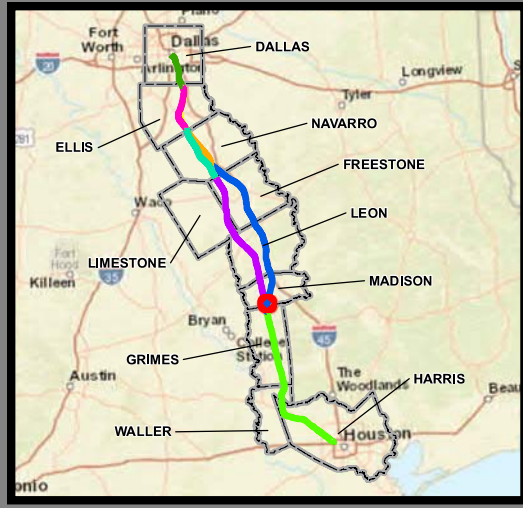 Plano
Fort
Worth
Dallas
DALLAS
Arlington
20
Longview
Tyler
NAVARRO
281
ELLIS
FREESTONE
Waco
LEON
Fort
Hood
LIMESTONE
35
Killeen
MADISON
Bryan
College
Station
45
GRIMES
Austin
The
Woodlands
HARRIS
Beau
WALLER
Houston
onio